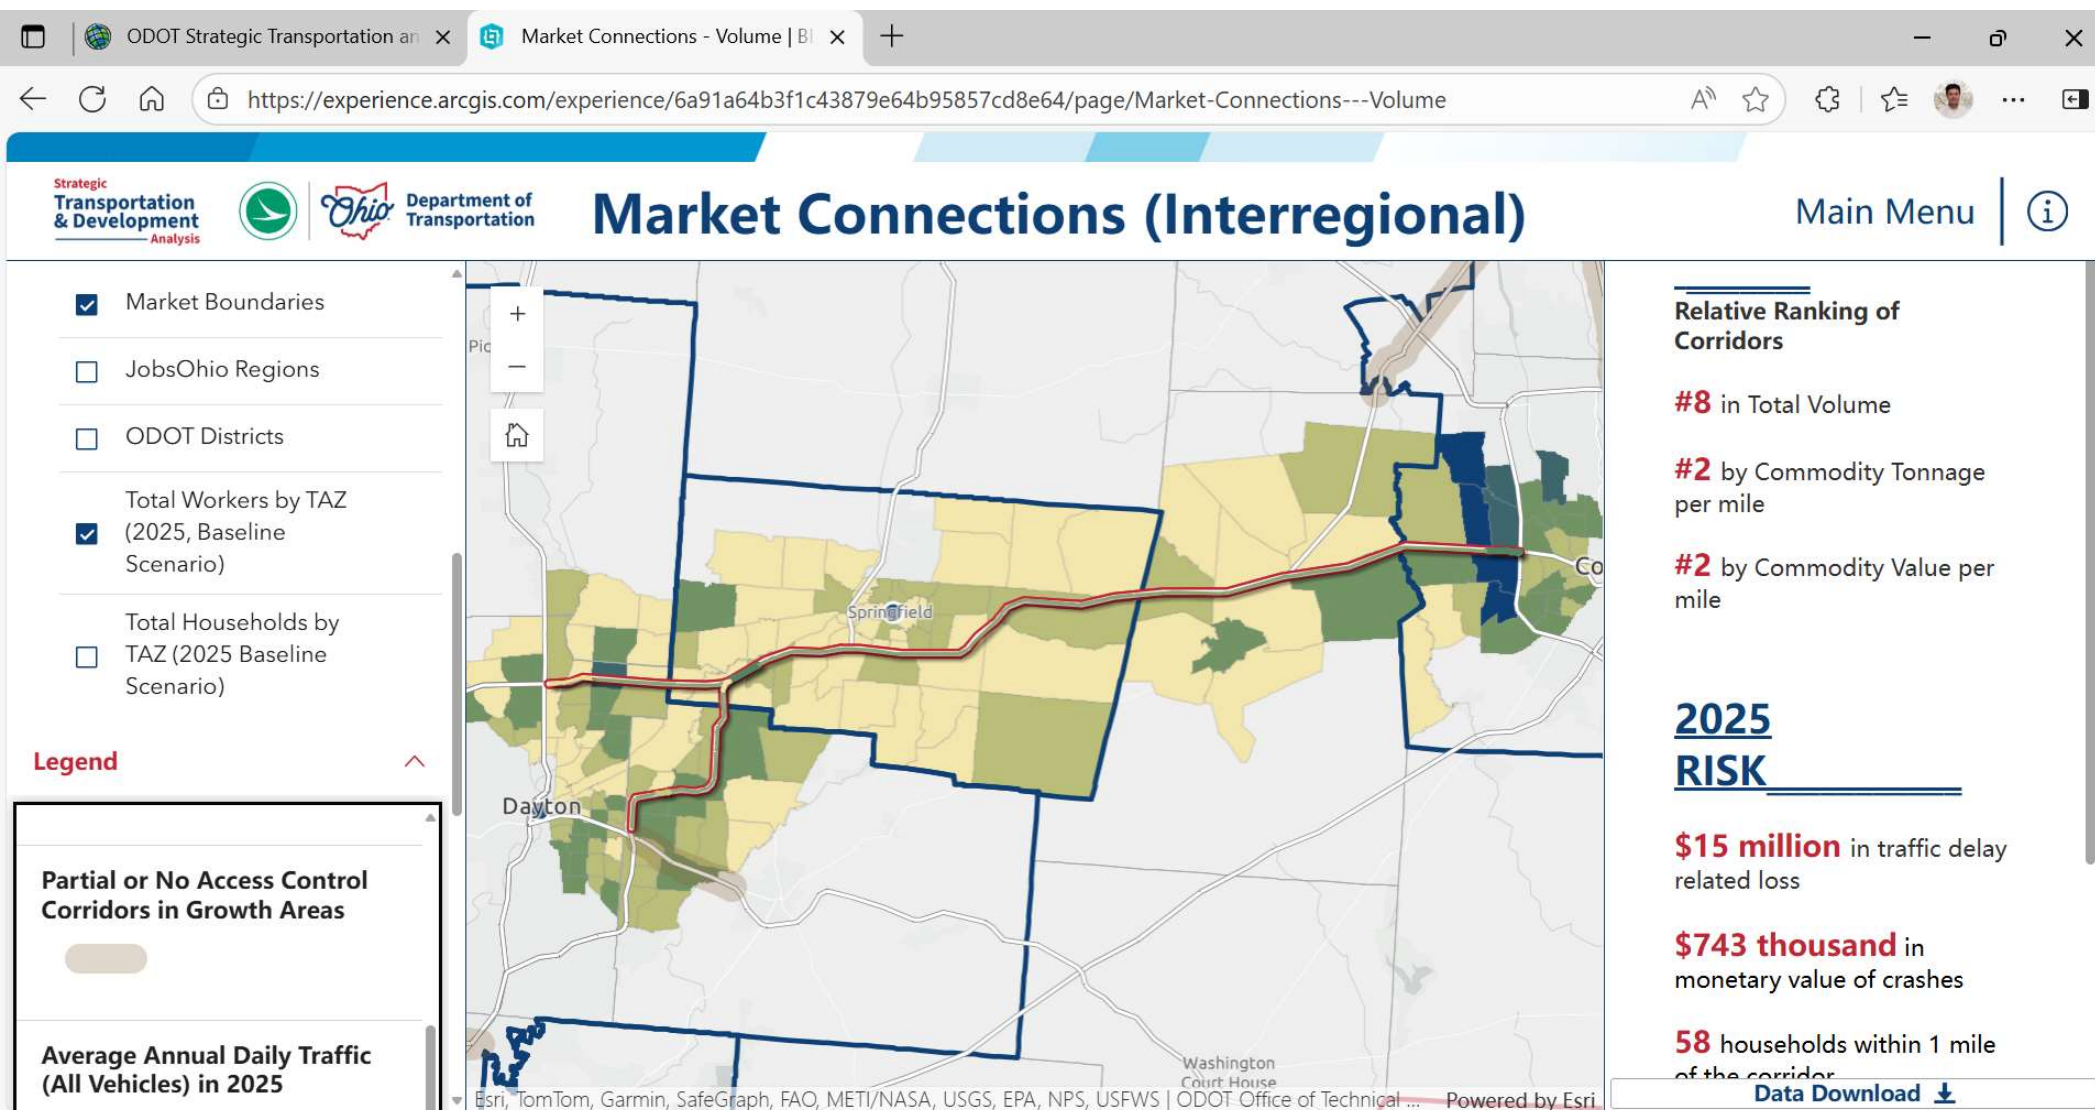 ODOT Strategic Transportation an
Market Connections - Volume | Bl
https://experience.arcgis.com/experience/6a91a64b3f1c43879e64b95857cd8e64/page/Market-Connections---Volume
Strategic
Transportation
& Development
Analysis
Ohio
Department of
Transportation
Market Connections (Interregional)
Main Menu
Market Boundaries
JobsOhio Regions
ODOT Districts
Total Workers by TAZ
(2025, Baseline
Scenario)
Total Households by
TAZ (2025 Baseline
Scenario)
Legend
Partial or No Access Control
Corridors in Growth Areas
Average Annual Daily Traffic
(All Vehicles) in 2025
+
−
Pic
Springfield
Dayton
Co
Washington
Court House
Esri, TomTom, Garmin, SafeGraph, FAO, METI/NASA, USGS, EPA, NPS, USFWS | ODOT Office of Technical ...
Powered by Esri
Relative Ranking of
Corridors
#8 in Total Volume
#2 by Commodity Tonnage
per mile
#2 by Commodity Value per
mile
2025
RISK
$15 million in traffic delay
related loss
$743 thousand in
monetary value of crashes
58 households within 1 mile
of the corridor
Data Download